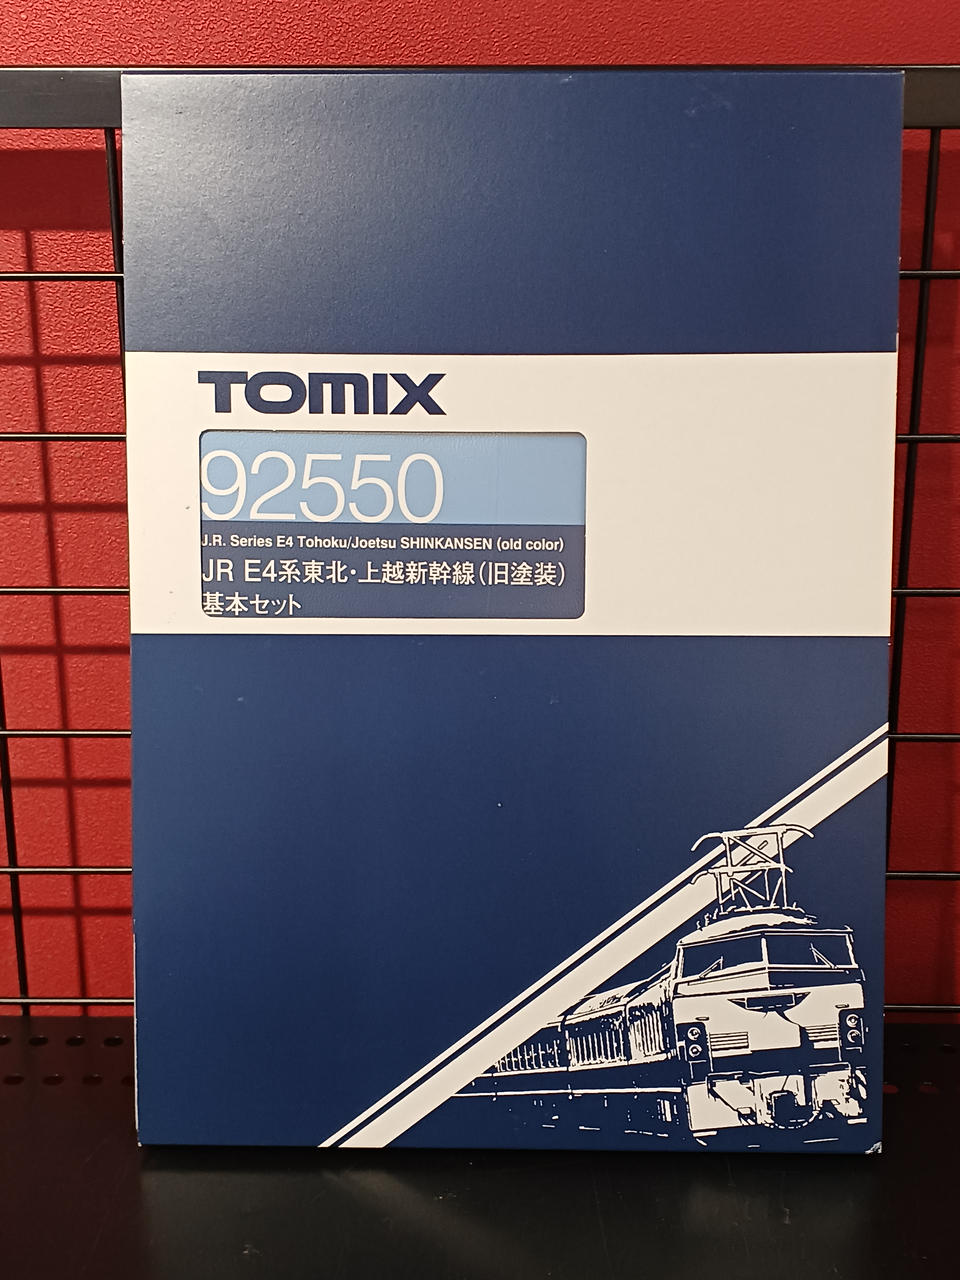 TOMIX
92550
J.R. Series E4 Tohoku/Joetsu SHINKANSEN (old color)
JR E4系東北・上越新幹線(旧塗装)
基本セット